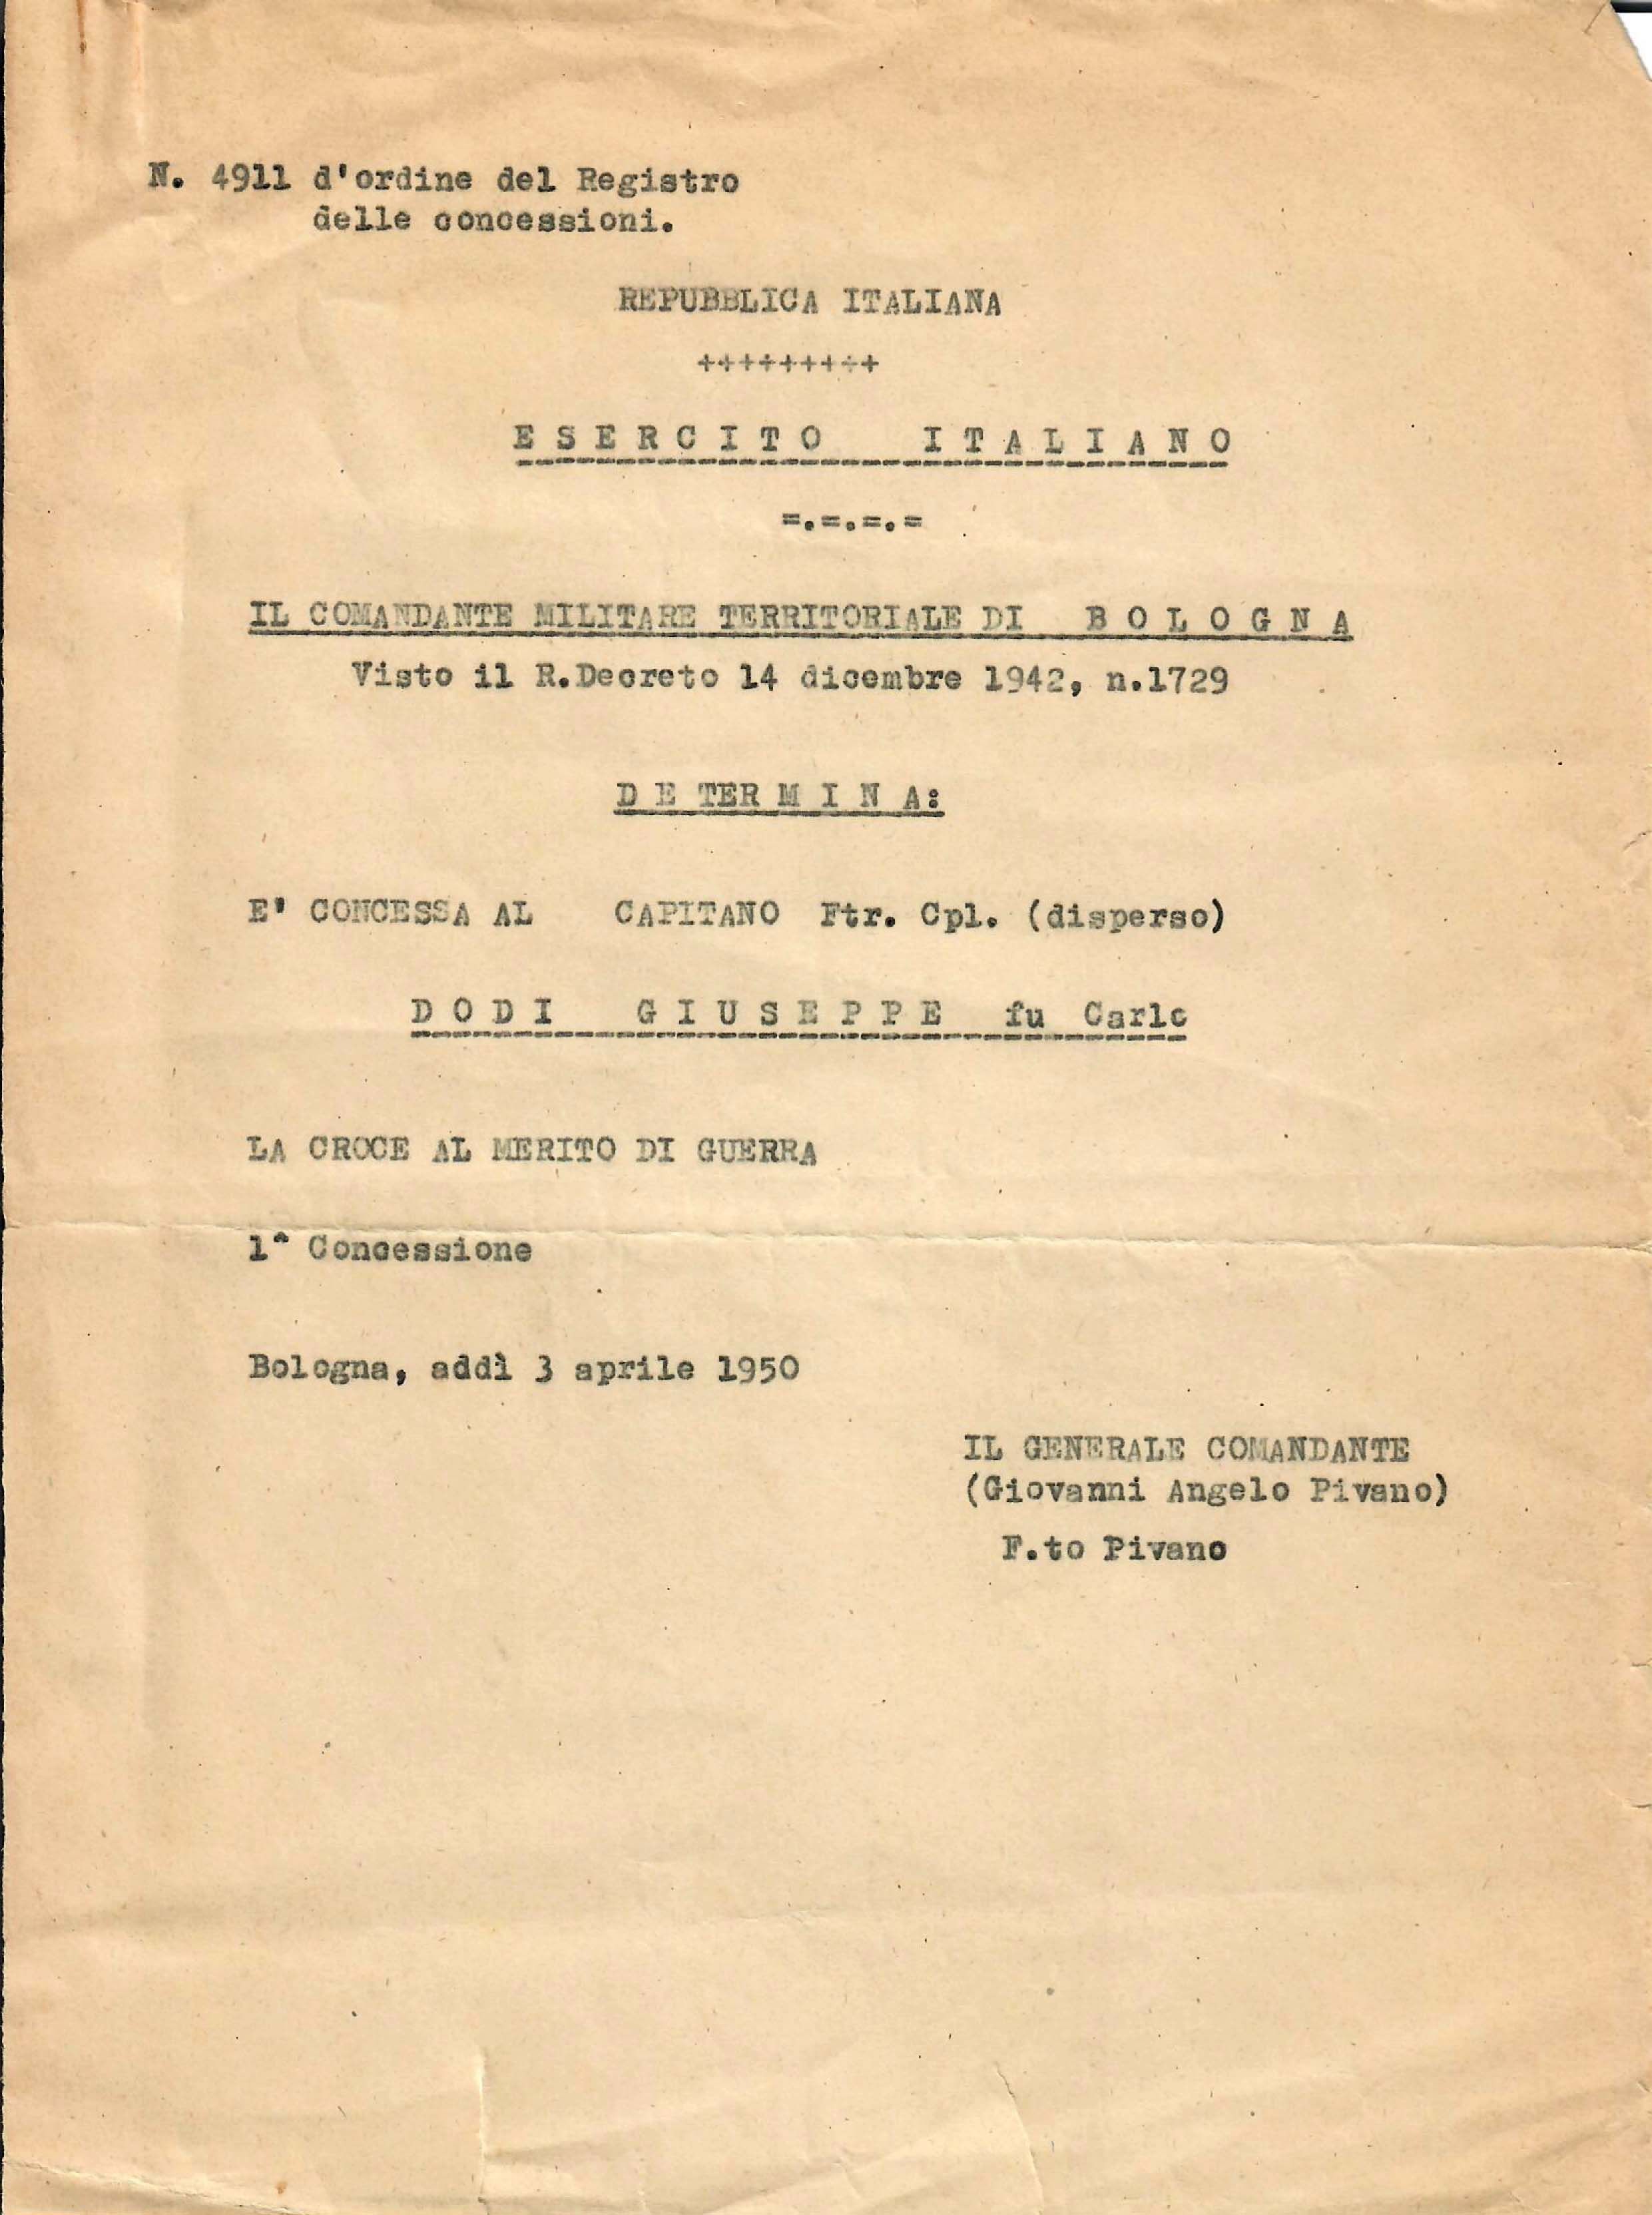 N. 4911 d'ordine del Registro
delle concessioni.
REPUBBLICA ITALIANA
+++++++++
E S E R C I T O   I T A L I A N O
=.=.=.=
IL COMANDANTE MILITARE TERRITORIALE DI   B O L O G N A
Visto il R.Decreto 14 dicembre 1942, n.1729
D E TER M I N A:
E' CONCESSA AL   CAPITANO  Ftr. Cpl. (disperso)
D O D I   G I U S E P P E   fu  Carlo
LA CROCE AL MERITO DI GUERRA
1^ Concessione
Bologna, addì 3 aprile 1950
IL GENERALE COMANDANTE
(Giovanni Angelo Pivano)
F.to Pivano